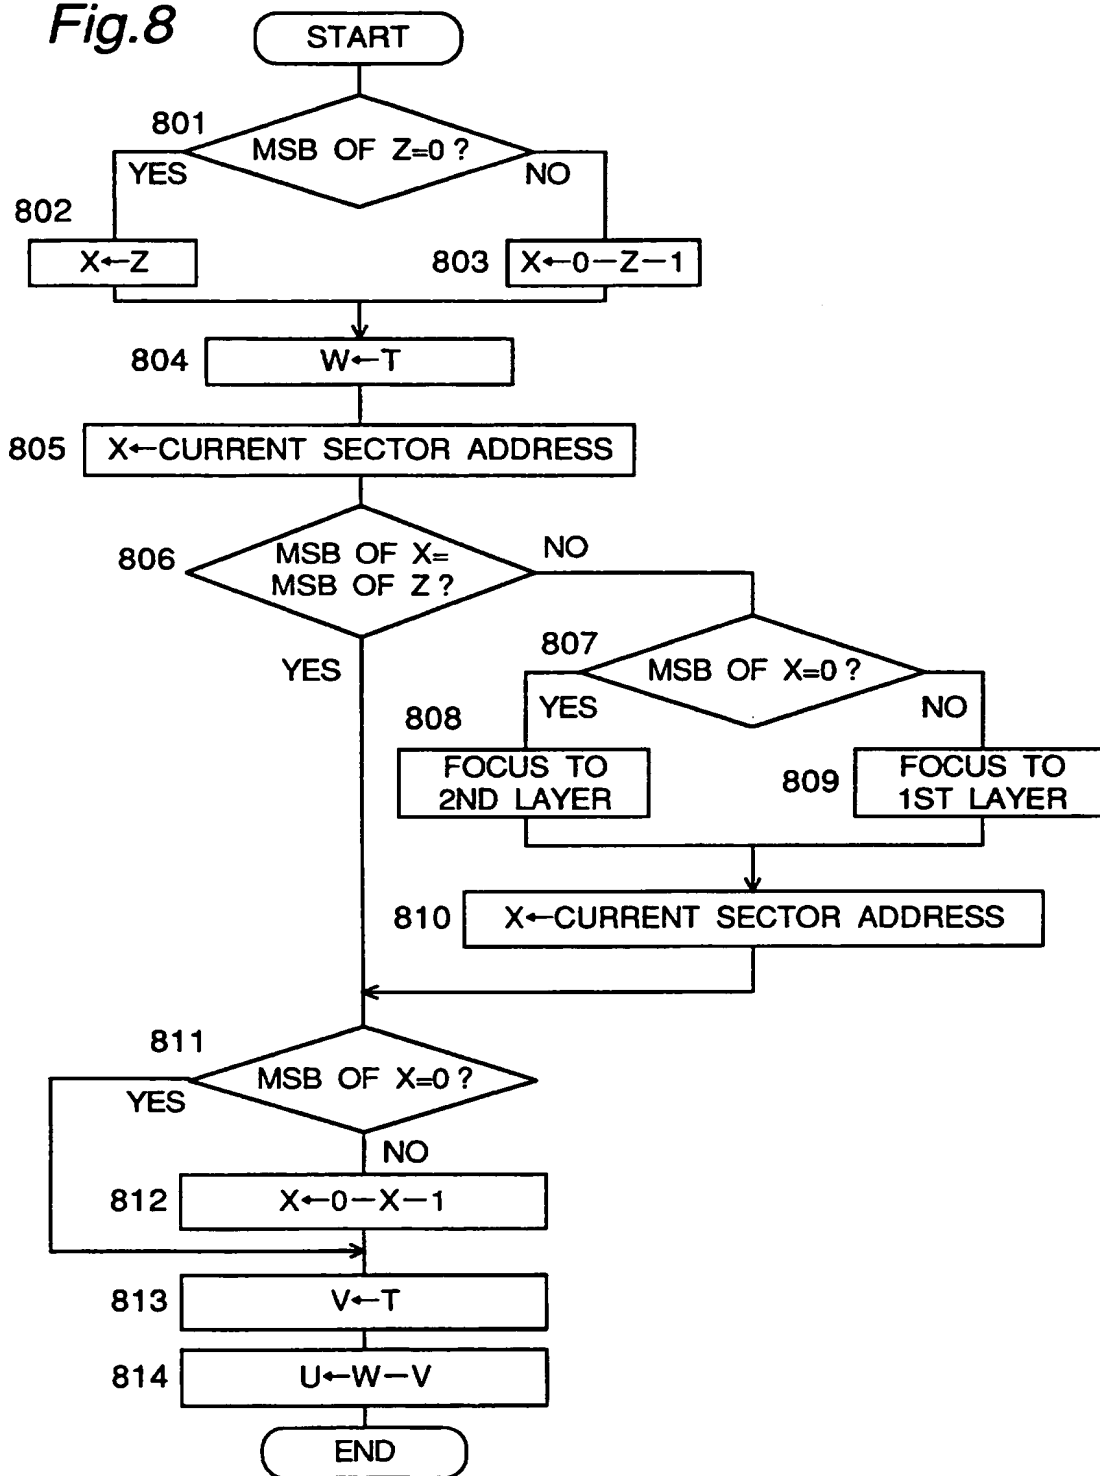 Fig.8
START
801
MSB OF Z=0?
YES
NO
802
X←Z
803
X←0−Z−1
804
W←T
805
X←CURRENT SECTOR ADDRESS
806
MSB OF X=
MSB OF Z?
NO
YES
807
MSB OF X=0?
YES
NO
808
FOCUS TO
2ND LAYER
809
FOCUS TO
1ST LAYER
810
X←CURRENT SECTOR ADDRESS
811
MSB OF X=0?
YES
NO
812
X←0−X−1
813
V←T
814
U←W−V
END